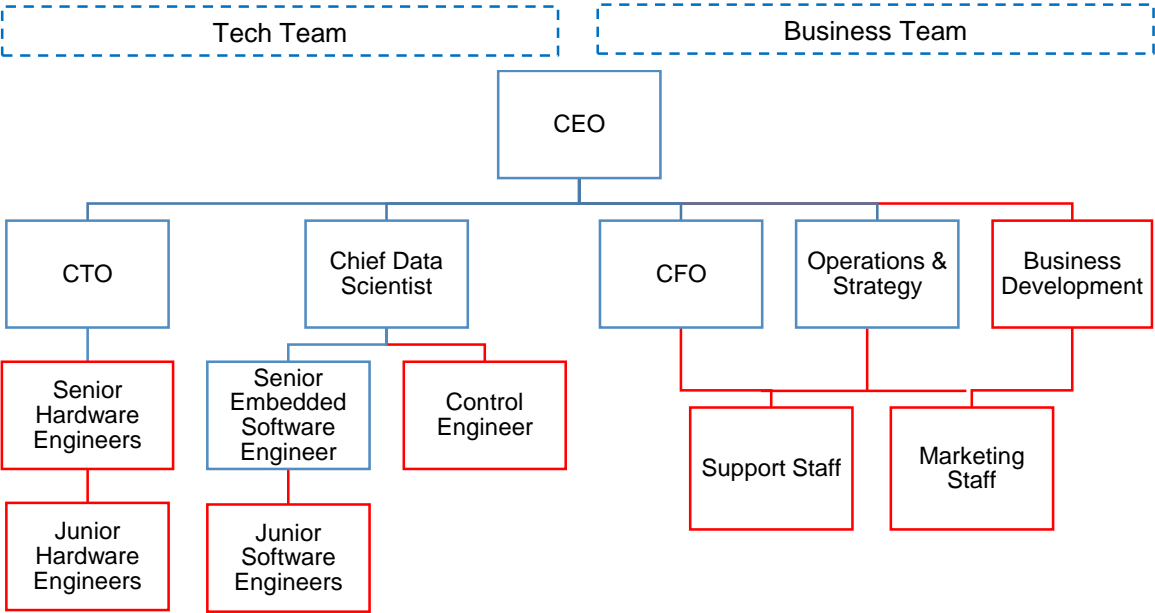 Tech Team
Business Team
CEO
CTO
Chief Data
Scientist
CFO
Operations &
Strategy
Business
Development
Senior
Hardware
Engineers
Senior
Embedded
Software
Engineer
Control
Engineer
Support Staff
Marketing
Staff
Junior
Hardware
Engineers
Junior
Software
Engineers